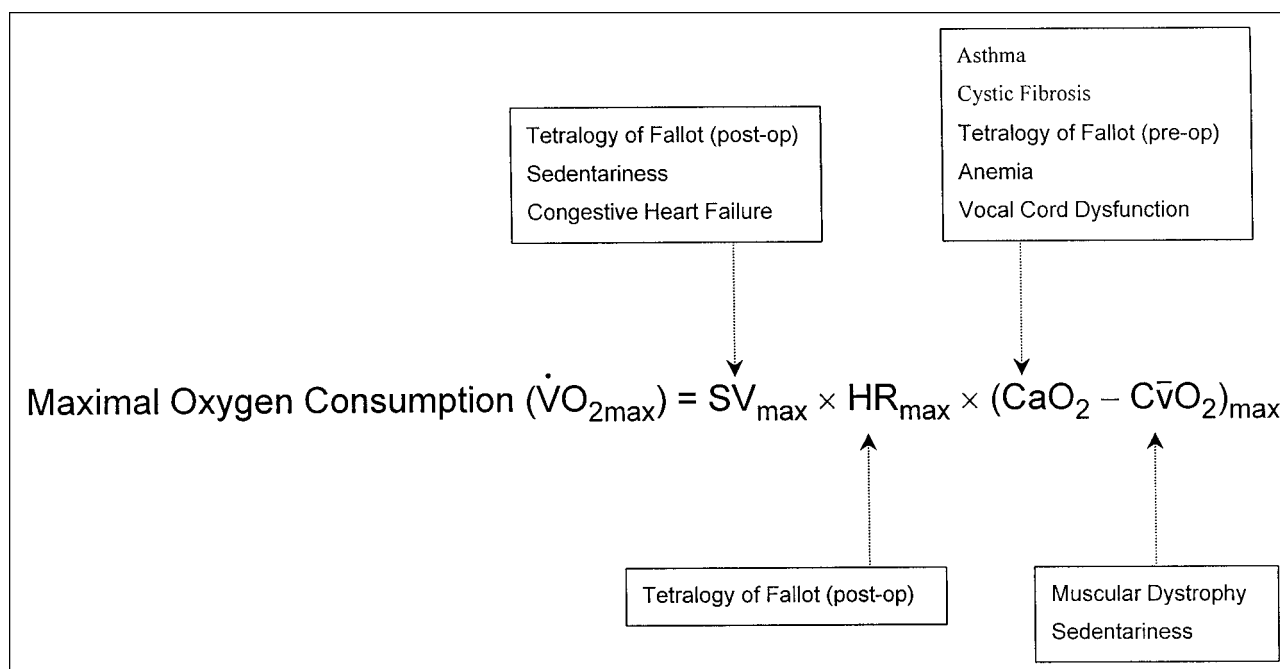 Asthma
Cystic Fibrosis
Tetralogy of Fallot (pre-op)
Anemia
Vocal Cord Dysfunction
Tetralogy of Fallot (post-op)
Sedentariness
Congestive Heart Failure
Maximal Oxygen Consumption (V̇O₂max) = SVmax × HRmax × (CaO₂ – Cv̄O₂)max
Tetralogy of Fallot (post-op)
Muscular Dystrophy
Sedentariness